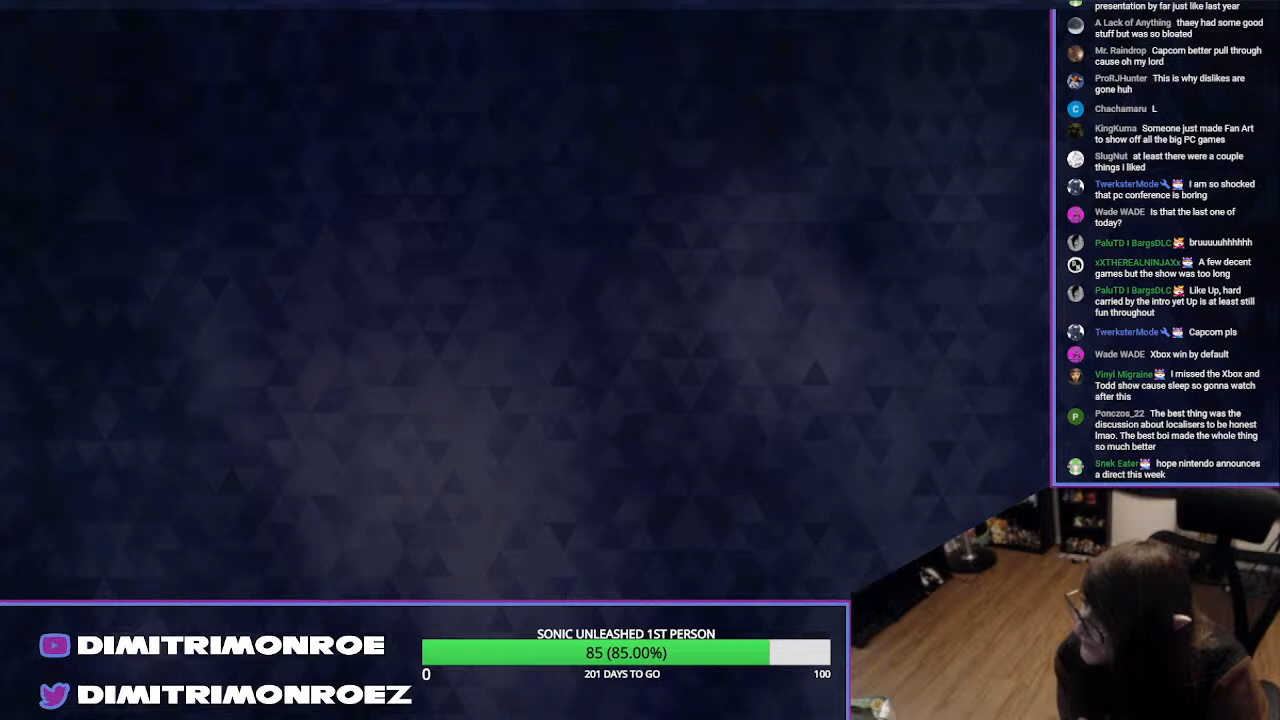 presentation by far just like last year
A Lack of Anything thaey had some good
stuff but was so bloated
Mr. Raindrop Capcom better pull through
cause oh my lord
ProRJHunter This is why dislikes are
gone huh
C Chachamaru L
KingKuma Someone just made Fan Art
to show off all the big PC games
SlugNut at least there were a couple
things i liked
TwerksterMode I am so shocked
that pc conference is boring
Wade WADE Is that the last one of
today?
PaluTD I BargsDLC bruuuuhhhhhh
xXTHEREALNINJAXx A few decent
games but the show was too long
PaluTD I BargsDLC Like Up, hard
carried by the intro yet Up is at least still
fun throughout
TwerksterMode Capcom pls
Wade WADE Xbox win by default
Vinyl Migraine I missed the Xbox and
Todd show cause sleep so gonna watch
after this
P Ponczos_22 The best thing was the
discussion about localisers to be honest
lmao. The best boi made the whole thing
so much better
Snek Eater hope nintendo announces
a direct this week
DIMITRIMONROE
DIMITRIMONROEZ
SONIC UNLEASHED 1ST PERSON
85 (85.00%)
0 201 DAYS TO GO 100